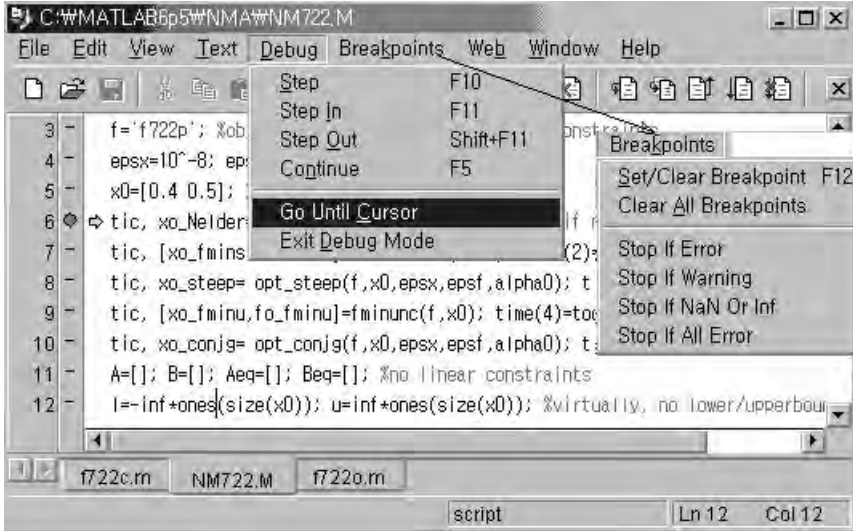 C:₩MATLAB6p5₩NMA₩NM722.M
File Edit View Text Debug Breakpoints Web Window Help
Step F10
Step In F11
Step Out Shift+F11
Continue F5
Go Until Cursor
Exit Debug Mode
Breakpoints
Set/Clear Breakpoint F12
Clear All Breakpoints
Stop If Error
Stop If Warning
Stop If NaN Or Inf
Stop If All Error
3 - f='f722p'; %ob
4 - epsx=10^-8; eps
5 - x0=[0.4 0.5];
6 tic, xo_Nelder if
7 - tic, [xo_fmins (2)=
8 - tic, xo_steep= opt_steep(f,x0,epsx,epsf,alpha0); t
9 - tic, [xo_fminu,fo_fminu]=fminunc(f,x0); time(4)=toc
10 - tic, xo_conjg= opt_conjg(f,x0,epsx,epsf,alpha0); t
11 - A=[]; B=[]; Aeq=[]; Beq=[]; %no linear constraints
12 - l=-inf*ones(size(x0)); u=inf*ones(size(x0)); %virtually, no lower/upperbour
f722c.m NM722.M f722o.m
script Ln 12 Col 12